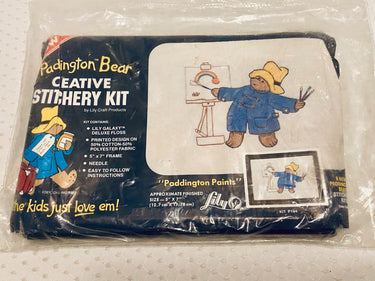 Padington Bear
CEATIVE
STITCHERY KIT
by Lily Craft Products
KIT CONTAINS:
• LILY GALAXY™
DELUXE FLOSS
• PRINTED DESIGN ON
50% COTTON-50%
POLYESTER FABRIC
• 5" x 7" FRAME
• NEEDLE
• EASY TO FOLLOW
INSTRUCTIONS
he kids just love em!
"Paddington Paints"
APPROXIMATE FINISHED
SIZE — 5" X 7"
Lily